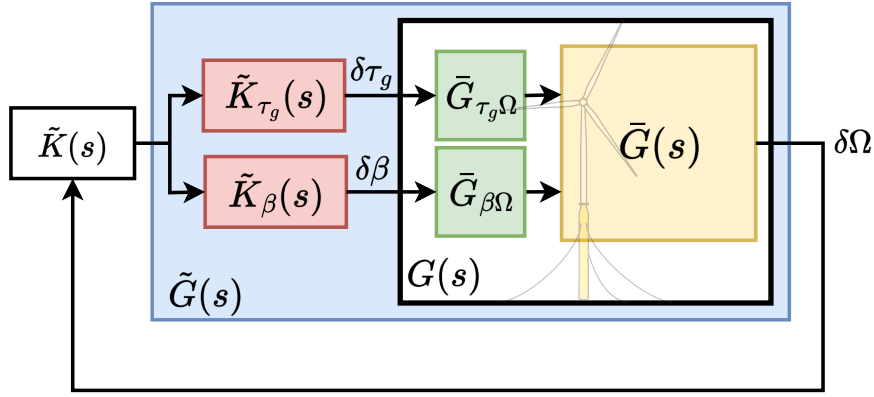 K̃(s)
K̃_{τ_g}(s)
δτ_g
Ḡ_{τ_gΩ}
Ḡ(s)
δΩ
K̃_β(s)
δβ
Ḡ_{βΩ}
G̃(s)
G(s)